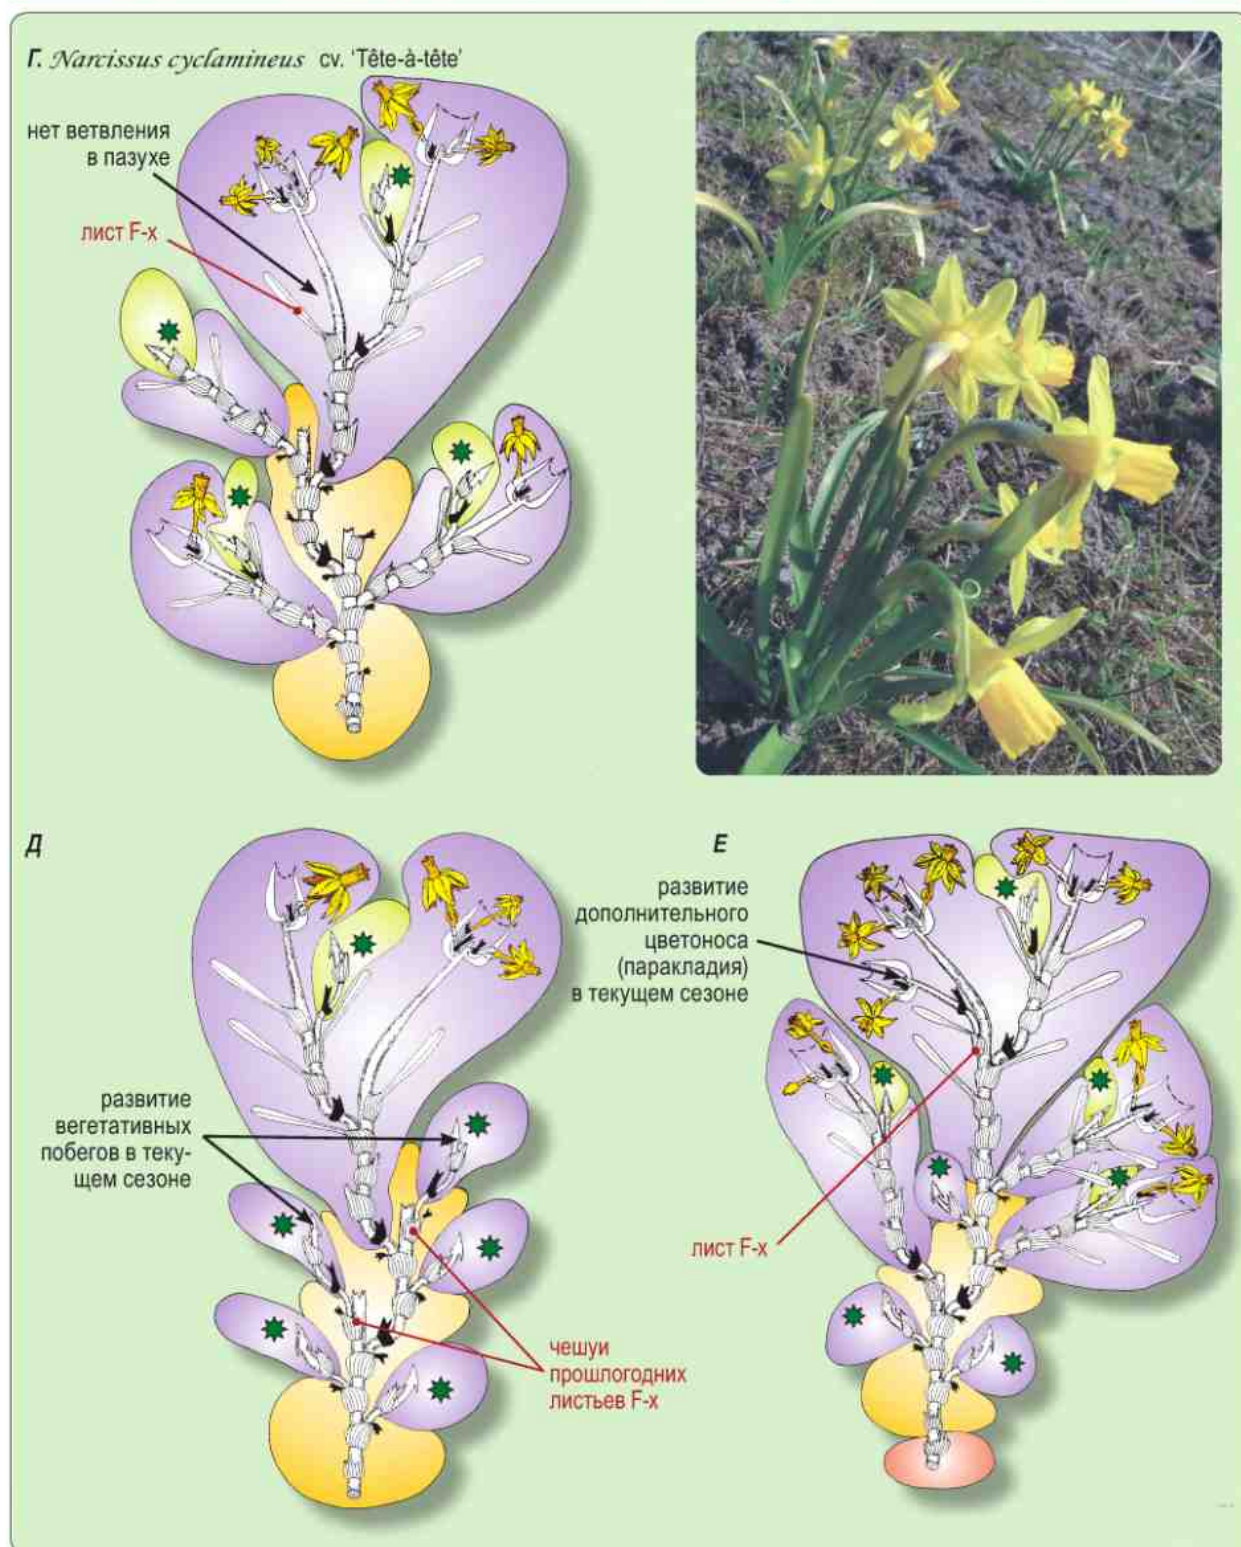 Г. Narcissus cyclamineus cv. 'Tête-à-tête'
нет ветвления
в пазухе
лист F-x
Д
развитие
вегетативных
побегов в теку-
щем сезоне
чешуи
прошлогодних
листьев F-x
Е
развитие
дополнительного
цветоноса
(паракладия)
в текущем сезоне
лист F-x